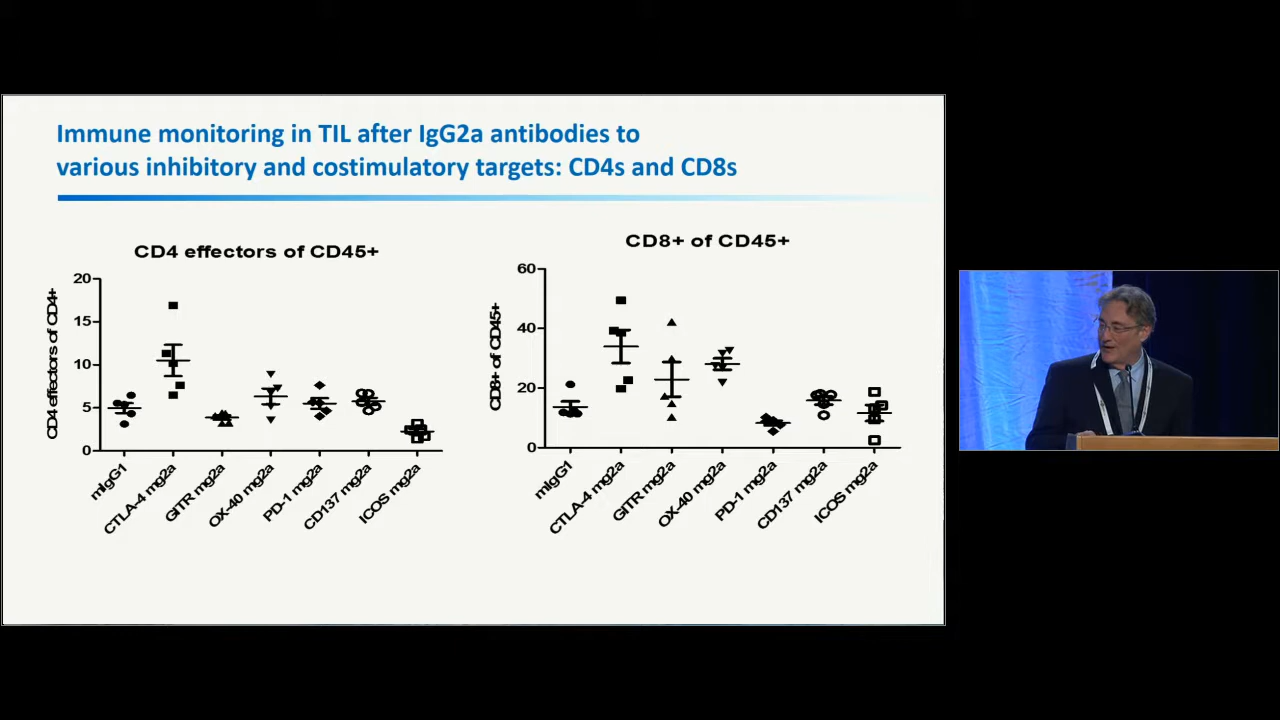 Immune monitoring in TIL after IgG2a antibodies to
various inhibitory and costimulatory targets: CD4s and CD8s
CD4 effectors of CD45+
CD4 effectors of CD4+
20
15
10
5
0
mIgG1
CTLA-4 mg2a
GITR mg2a
OX-40 mg2a
PD-1 mg2a
CD137 mg2a
ICOS mg2a
CD8+ of CD45+
CD8+ of CD45+
60
40
20
0
mIgG1
CTLA-4 mg2a
GITR mg2a
OX-40 mg2a
PD-1 mg2a
CD137 mg2a
ICOS mg2a